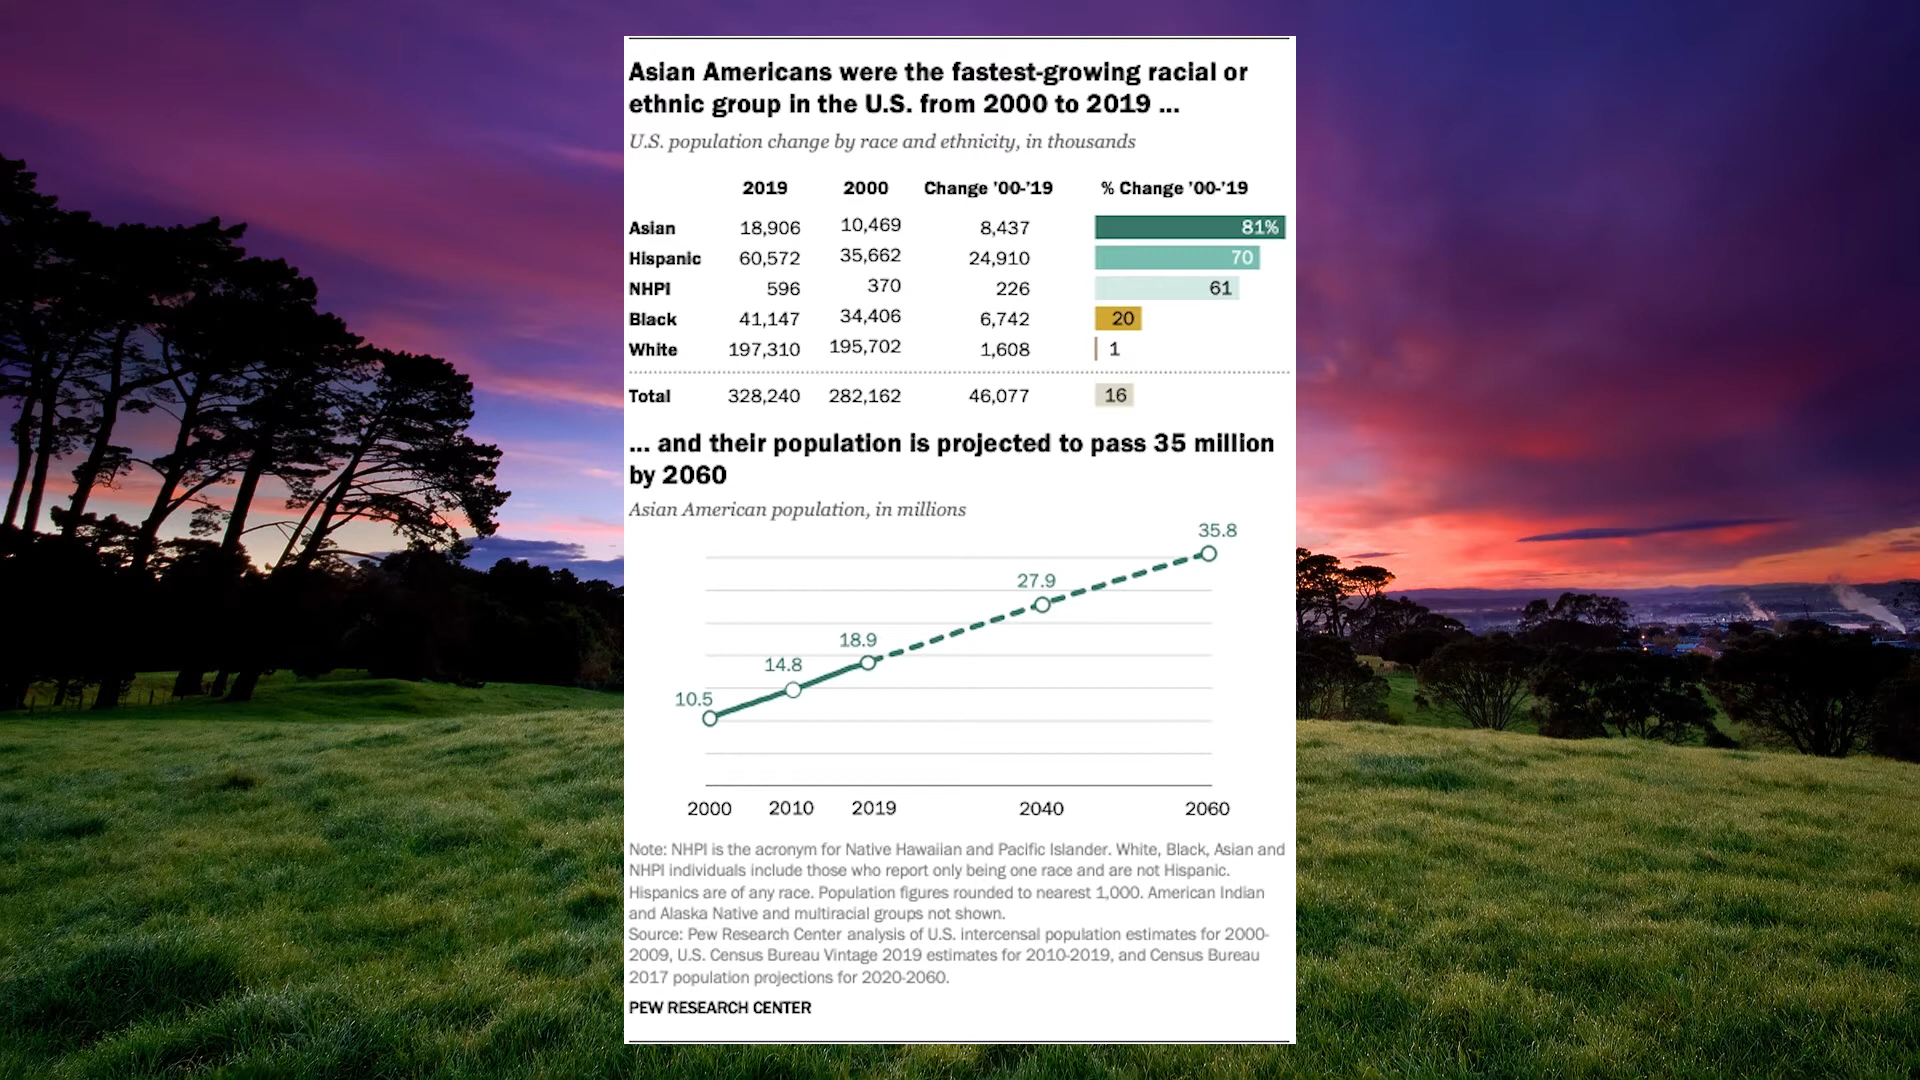 Asian Americans were the fastest-growing racial or
ethnic group in the U.S. from 2000 to 2019 ...
U.S. population change by race and ethnicity, in thousands
2019 2000 Change ’00-’19 % Change ’00-’19
Asian 18,906 10,469 8,437 81%
Hispanic 60,572 35,662 24,910 70
NHPI 596 370 226 61
Black 41,147 34,406 6,742 20
White 197,310 195,702 1,608 1
Total 328,240 282,162 46,077 16
... and their population is projected to pass 35 million
by 2060
Asian American population, in millions
35.8
27.9
18.9
14.8
10.5
2000 2010 2019 2040 2060
Note: NHPI is the acronym for Native Hawaiian and Pacific Islander. White, Black, Asian and
NHPI individuals include those who report only being one race and are not Hispanic.
Hispanics are of any race. Population figures rounded to nearest 1,000. American Indian
and Alaska Native and multiracial groups not shown.
Source: Pew Research Center analysis of U.S. intercensal population estimates for 2000-
2009, U.S. Census Bureau Vintage 2019 estimates for 2010-2019, and Census Bureau
2017 population projections for 2020-2060.
PEW RESEARCH CENTER